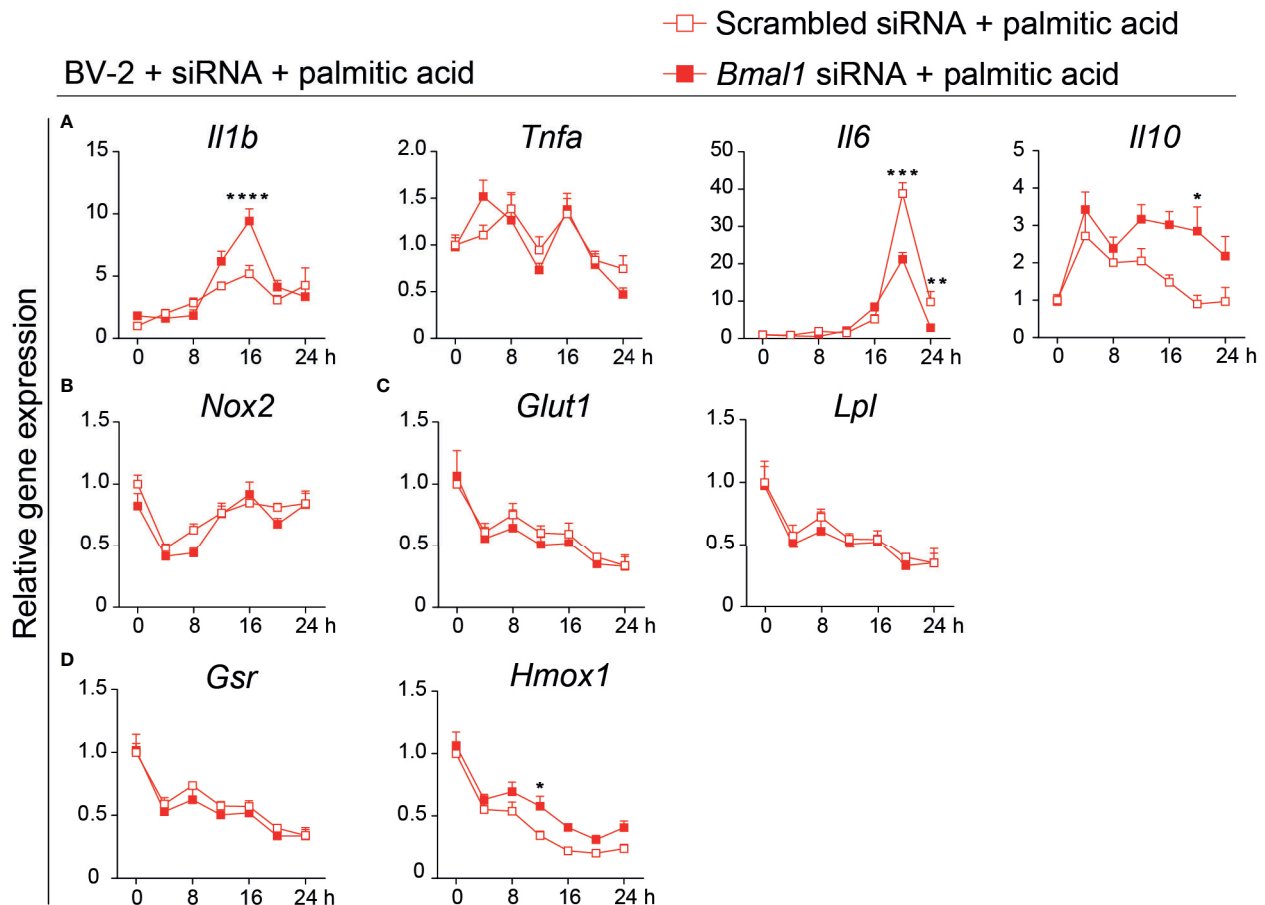 Scrambled siRNA + palmitic acid
BV-2 + siRNA + palmitic acid
Bmal1 siRNA + palmitic acid
Relative gene expression
A
Il1b
15
10
5
0
****
0 8 16 24 h
Tnfa
2.0
1.5
1.0
0.5
0
0 8 16 24 h
Il6
50
40
30
20
10
0
***
**
0 8 16 24 h
Il10
5
4
3
2
1
0
*
0 8 16 24 h
B
Nox2
1.5
1.0
0.5
0
0 8 16 24 h
C
Glut1
1.5
1.0
0.5
0
0 8 16 24 h
Lpl
1.5
1.0
0.5
0
0 8 16 24 h
D
Gsr
1.5
1.0
0.5
0
0 8 16 24 h
Hmox1
1.5
1.0
0.5
0
*
0 8 16 24 h